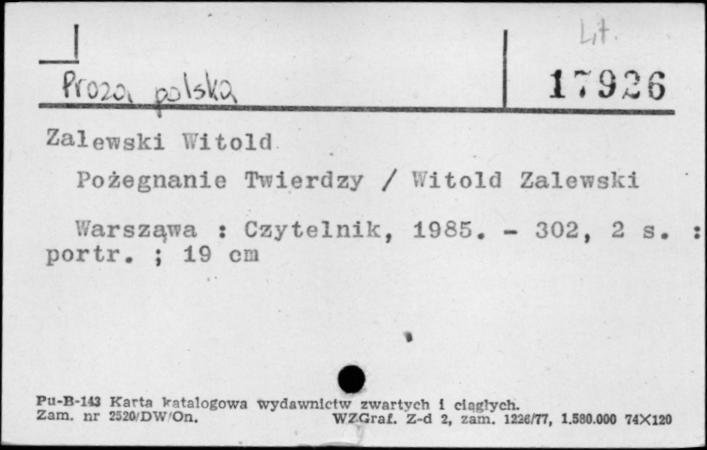 Lit.
Proza polska 17926
Zalewski Witold
Pożegnanie Twierdzy / Witold Zalewski
Warsząwa : Czytelnik, 1985. - 302, 2 s. :
portr. ; 19 cm
Pu-B-143 Karta katalogowa wydawnictw zwartych i ciągłych.
Zam. nr 2520/DW/On. WZGraf. Z-d 2, zam. 1226/77, 1.580.000 74X120